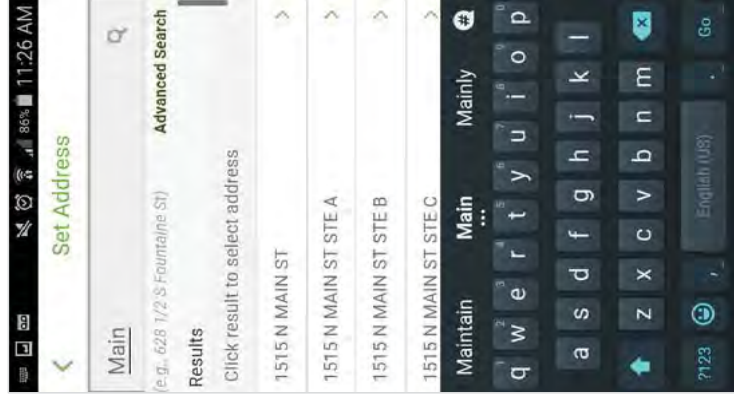 86% 11:26 AM
Set Address
Main
(e.g., 628 1/2 S Fountaine St) Advanced Search
Results
Click result to select address
1515 N MAIN ST
1515 N MAIN ST STE A
1515 N MAIN ST STE B
1515 N MAIN ST STE C
Maintain Main Mainly #
q w e r t y u i o p
a s d f g h j k l
z x c v b n m
?123 , English (US) . Go